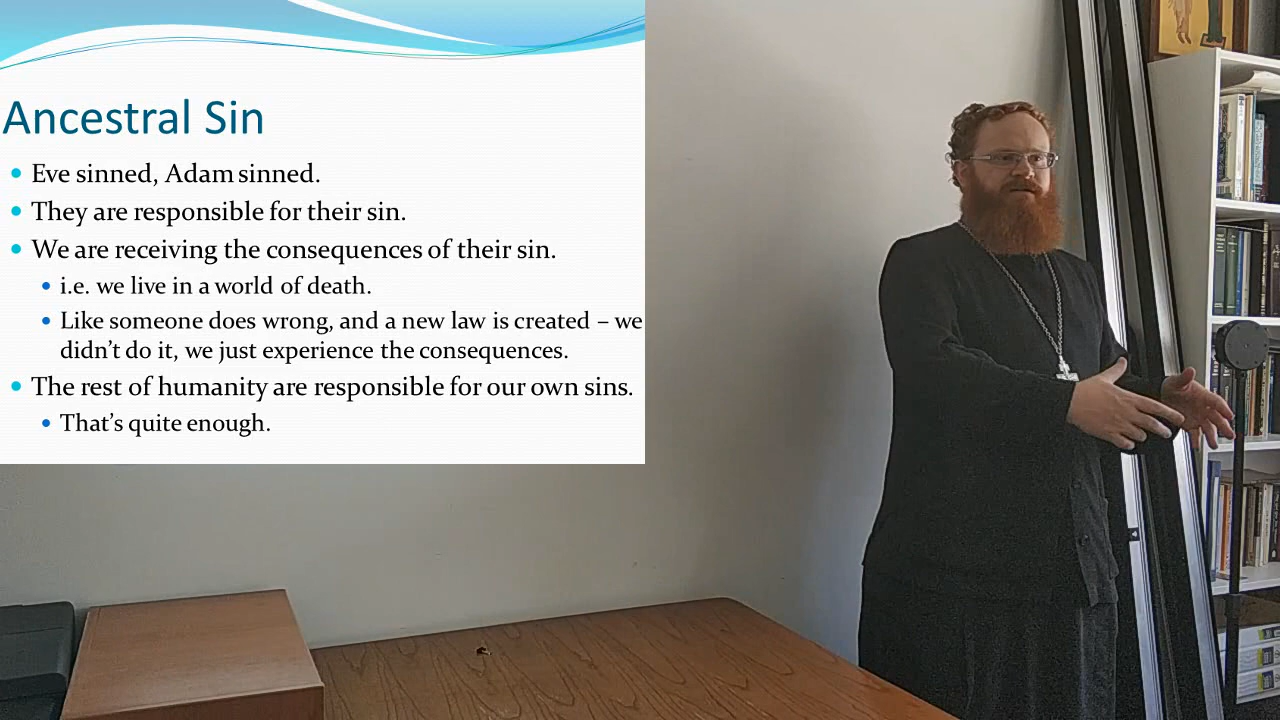 Ancestral Sin
• Eve sinned, Adam sinned.
• They are responsible for their sin.
• We are receiving the consequences of their sin.
• i.e. we live in a world of death.
• Like someone does wrong, and a new law is created – we
didn't do it, we just experience the consequences.
• The rest of humanity are responsible for our own sins.
• That's quite enough.